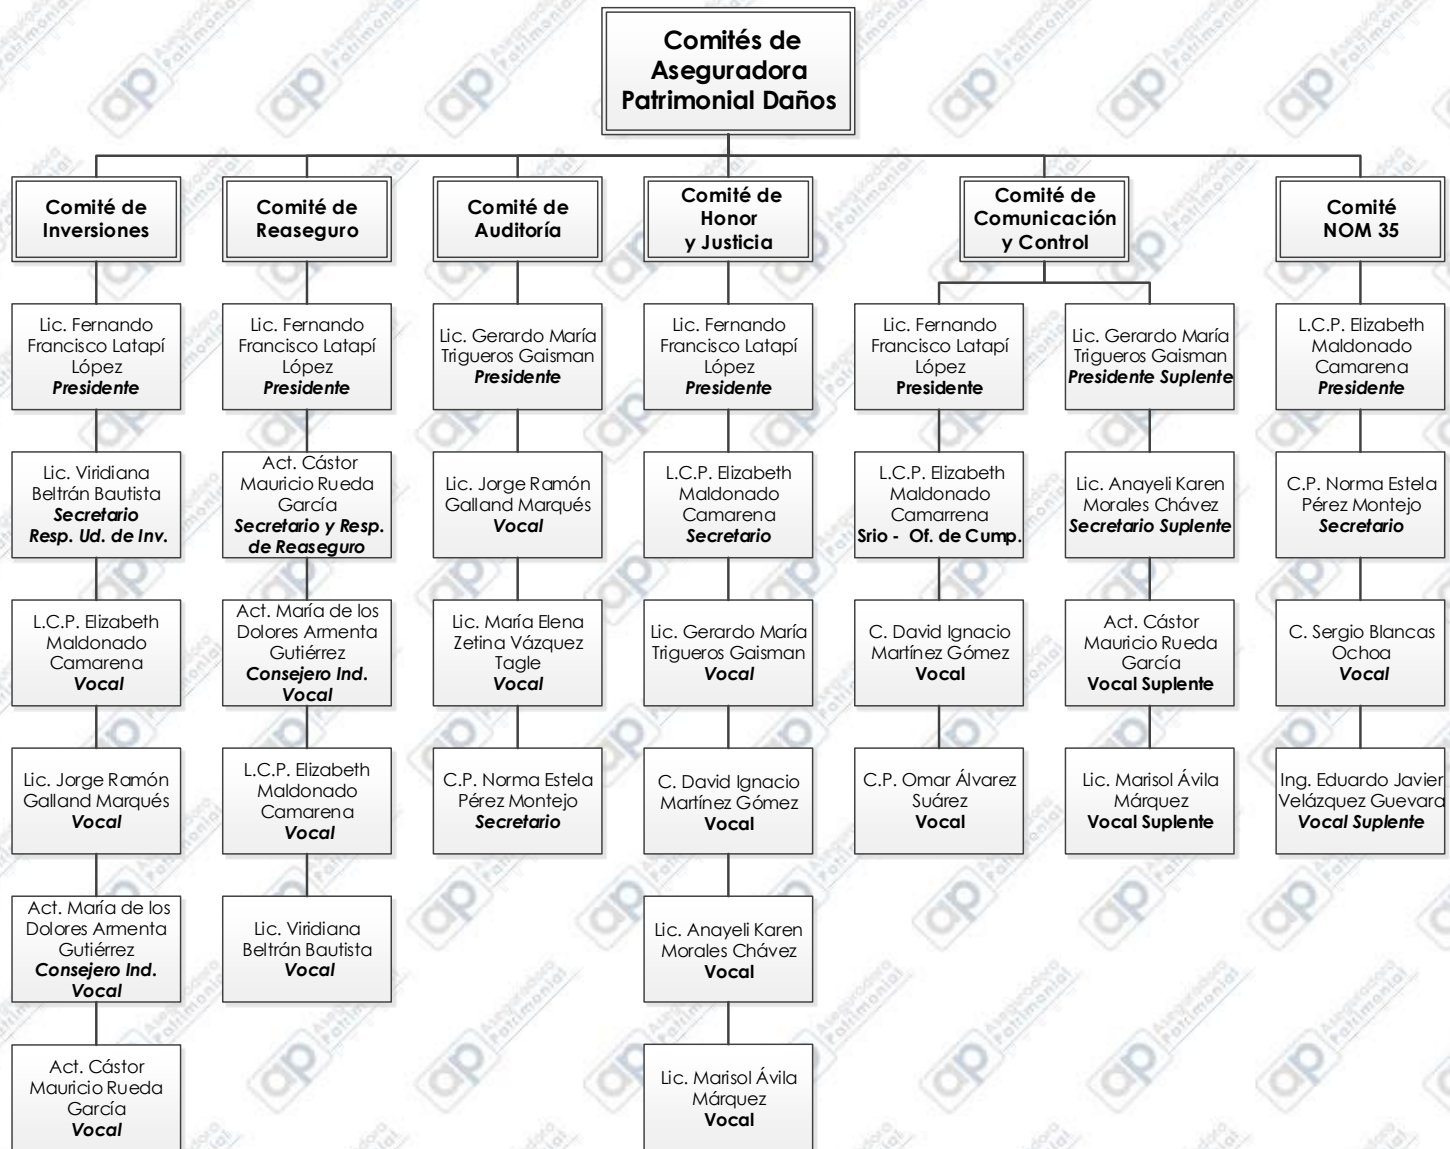 Comités de
Aseguradora
Patrimonial Daños
Comité de
Inversiones
Lic. Fernando
Francisco Latapí
López
Presidente
Lic. Viridiana
Beltrán Bautista
Secretario
Resp. Ud. de Inv.
L.C.P. Elizabeth
Maldonado
Camarena
Vocal
Lic. Jorge Ramón
Galland Marqués
Vocal
Act. María de los
Dolores Armenta
Gutiérrez
Consejero Ind.
Vocal
Act. Cástor
Mauricio Rueda
García
Vocal
Comité de
Reaseguro
Lic. Fernando
Francisco Latapí
López
Presidente
Act. Cástor
Mauricio Rueda
García
Secretario y Resp.
de Reaseguro
Act. María de los
Dolores Armenta
Gutiérrez
Consejero Ind.
Vocal
L.C.P. Elizabeth
Maldonado
Camarena
Vocal
Lic. Viridiana
Beltrán Bautista
Vocal
Comité de
Auditoría
Lic. Gerardo María
Trigueros Gaisman
Presidente
Lic. Jorge Ramón
Galland Marqués
Vocal
Lic. María Elena
Zetina Vázquez
Tagle
Vocal
C.P. Norma Estela
Pérez Montejo
Secretario
Comité de
Honor
y Justicia
Lic. Fernando
Francisco Latapí
López
Presidente
L.C.P. Elizabeth
Maldonado
Camarena
Secretario
Lic. Gerardo María
Trigueros Gaisman
Vocal
C. David Ignacio
Martínez Gómez
Vocal
Lic. Anayeli Karen
Morales Chávez
Vocal
Lic. Marisol Ávila
Márquez
Vocal
Comité de
Comunicación
y Control
Lic. Fernando
Francisco Latapí
López
Presidente
L.C.P. Elizabeth
Maldonado
Camarrena
Srio - Of. de Cump.
C. David Ignacio
Martínez Gómez
Vocal
C.P. Omar Álvarez
Suárez
Vocal
Lic. Gerardo María
Trigueros Gaisman
Presidente Suplente
Lic. Anayeli Karen
Morales Chávez
Secretario Suplente
Act. Cástor
Mauricio Rueda
García
Vocal Suplente
Lic. Marisol Ávila
Márquez
Vocal Suplente
Comité
NOM 35
L.C.P. Elizabeth
Maldonado
Camarena
Presidente
C.P. Norma Estela
Pérez Montejo
Secretario
C. Sergio Blancas
Ochoa
Vocal
Ing. Eduardo Javier
Velázquez Guevara
Vocal Suplente
ap Aseguradora
Patrimonial